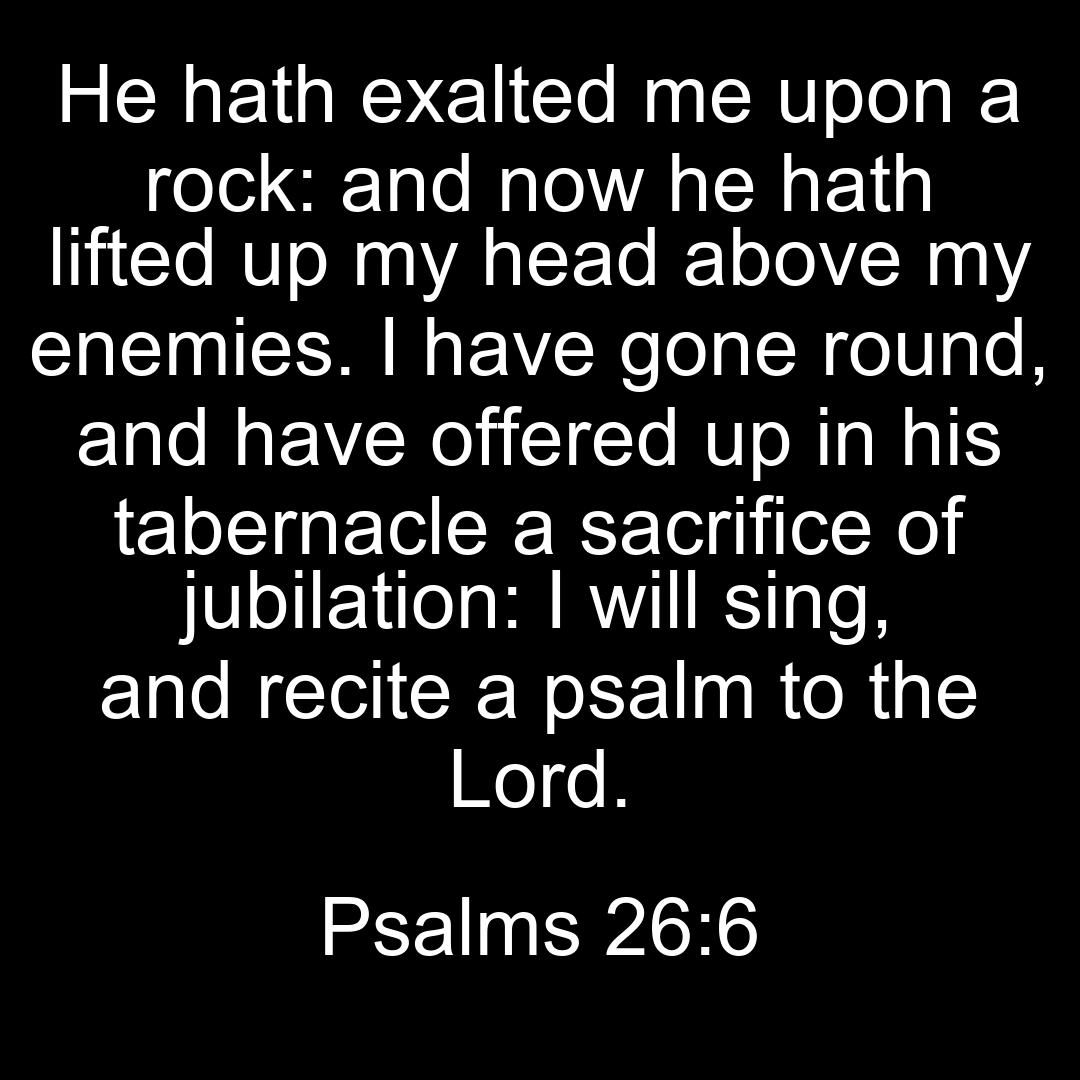 He hath exalted me upon a
rock: and now he hath
lifted up my head above my
enemies. I have gone round,
and have offered up in his
tabernacle a sacrifice of
jubilation: I will sing,
and recite a psalm to the
Lord.
Psalms 26:6